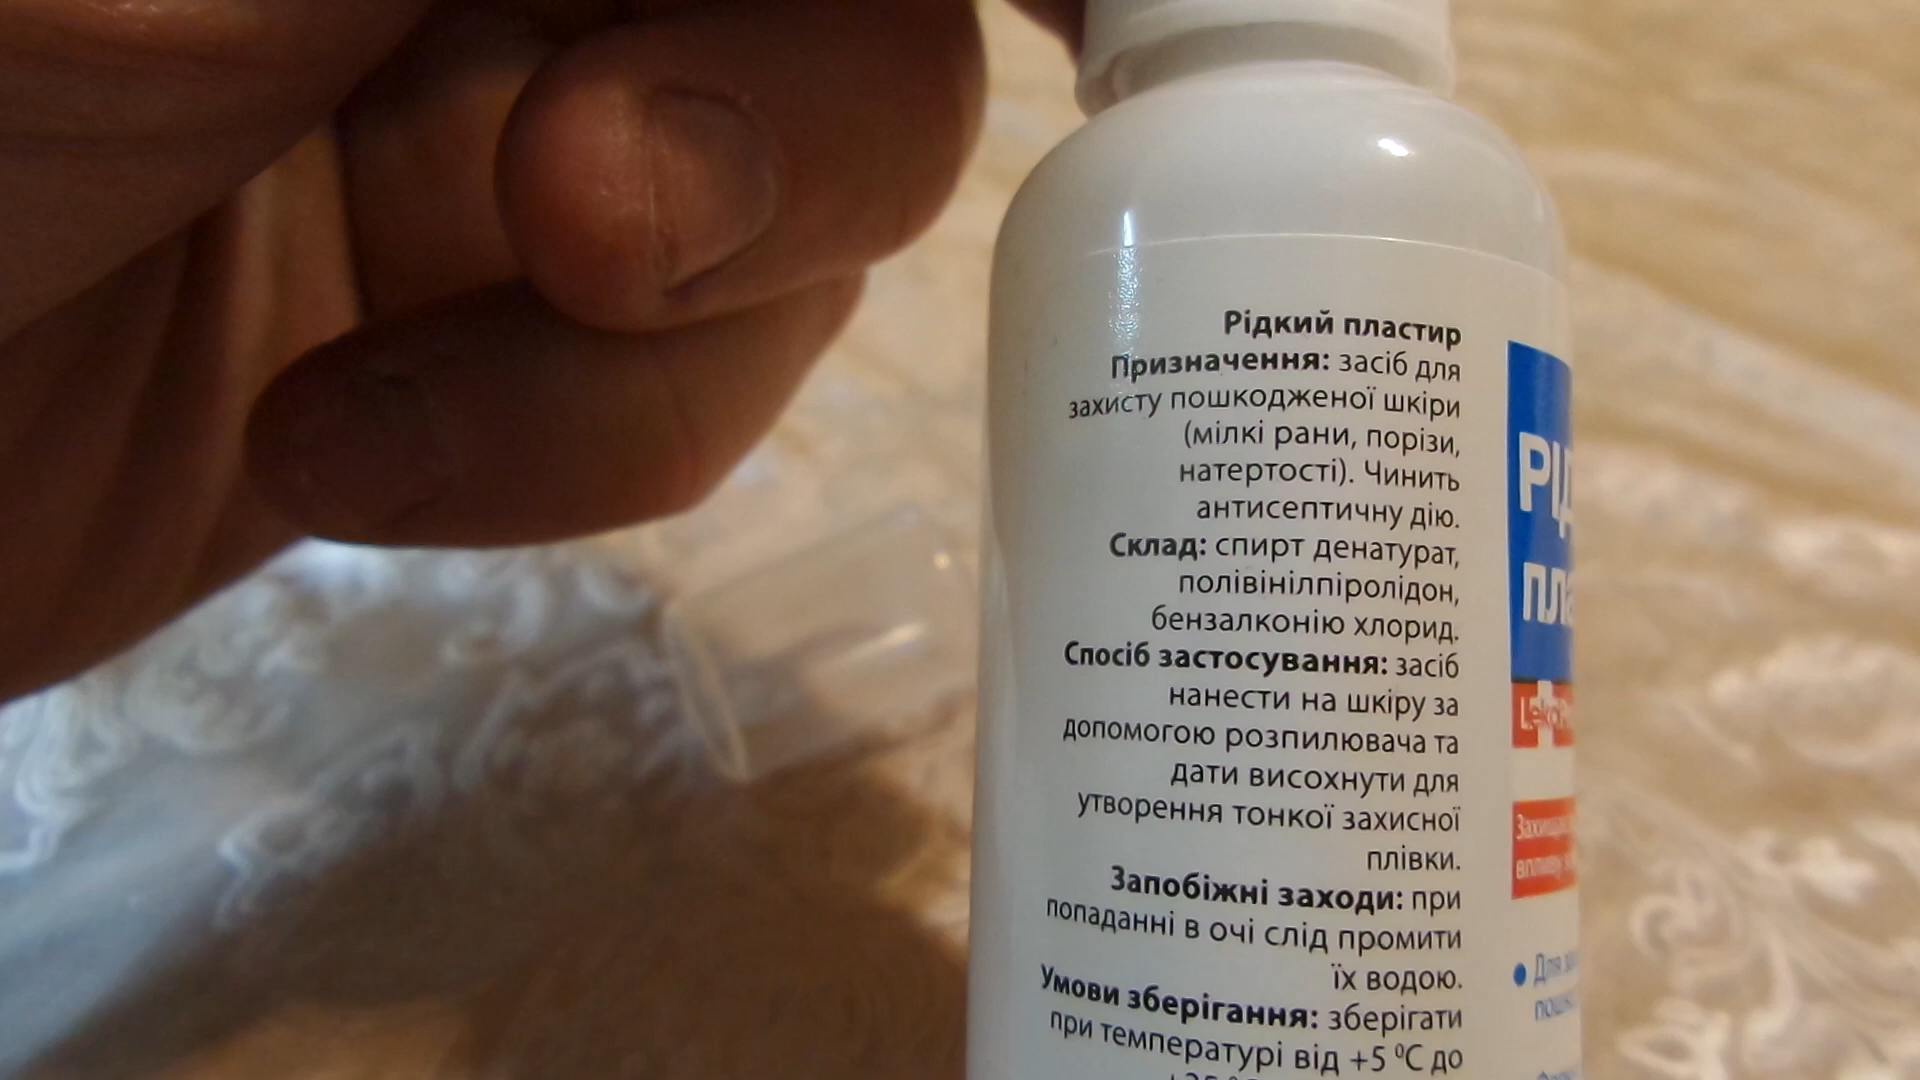 Рідкий пластир
Призначення: засіб для
захисту пошкодженої шкіри
(мілкі рани, порізи,
натертості). Чинить
антисептичну дію.
Склад: спирт денатурат,
полівінілпіролідон,
бензалконію хлорид.
Спосіб застосування: засіб
нанести на шкіру за
допомогою розпилювача та
дати висохнути для
утворення тонкої захисної
плівки.
Запобіжні заходи: при
попаданні в очі слід промити
їх водою.
Умови зберігання: зберігати
при температурі від +5 ⁰C до